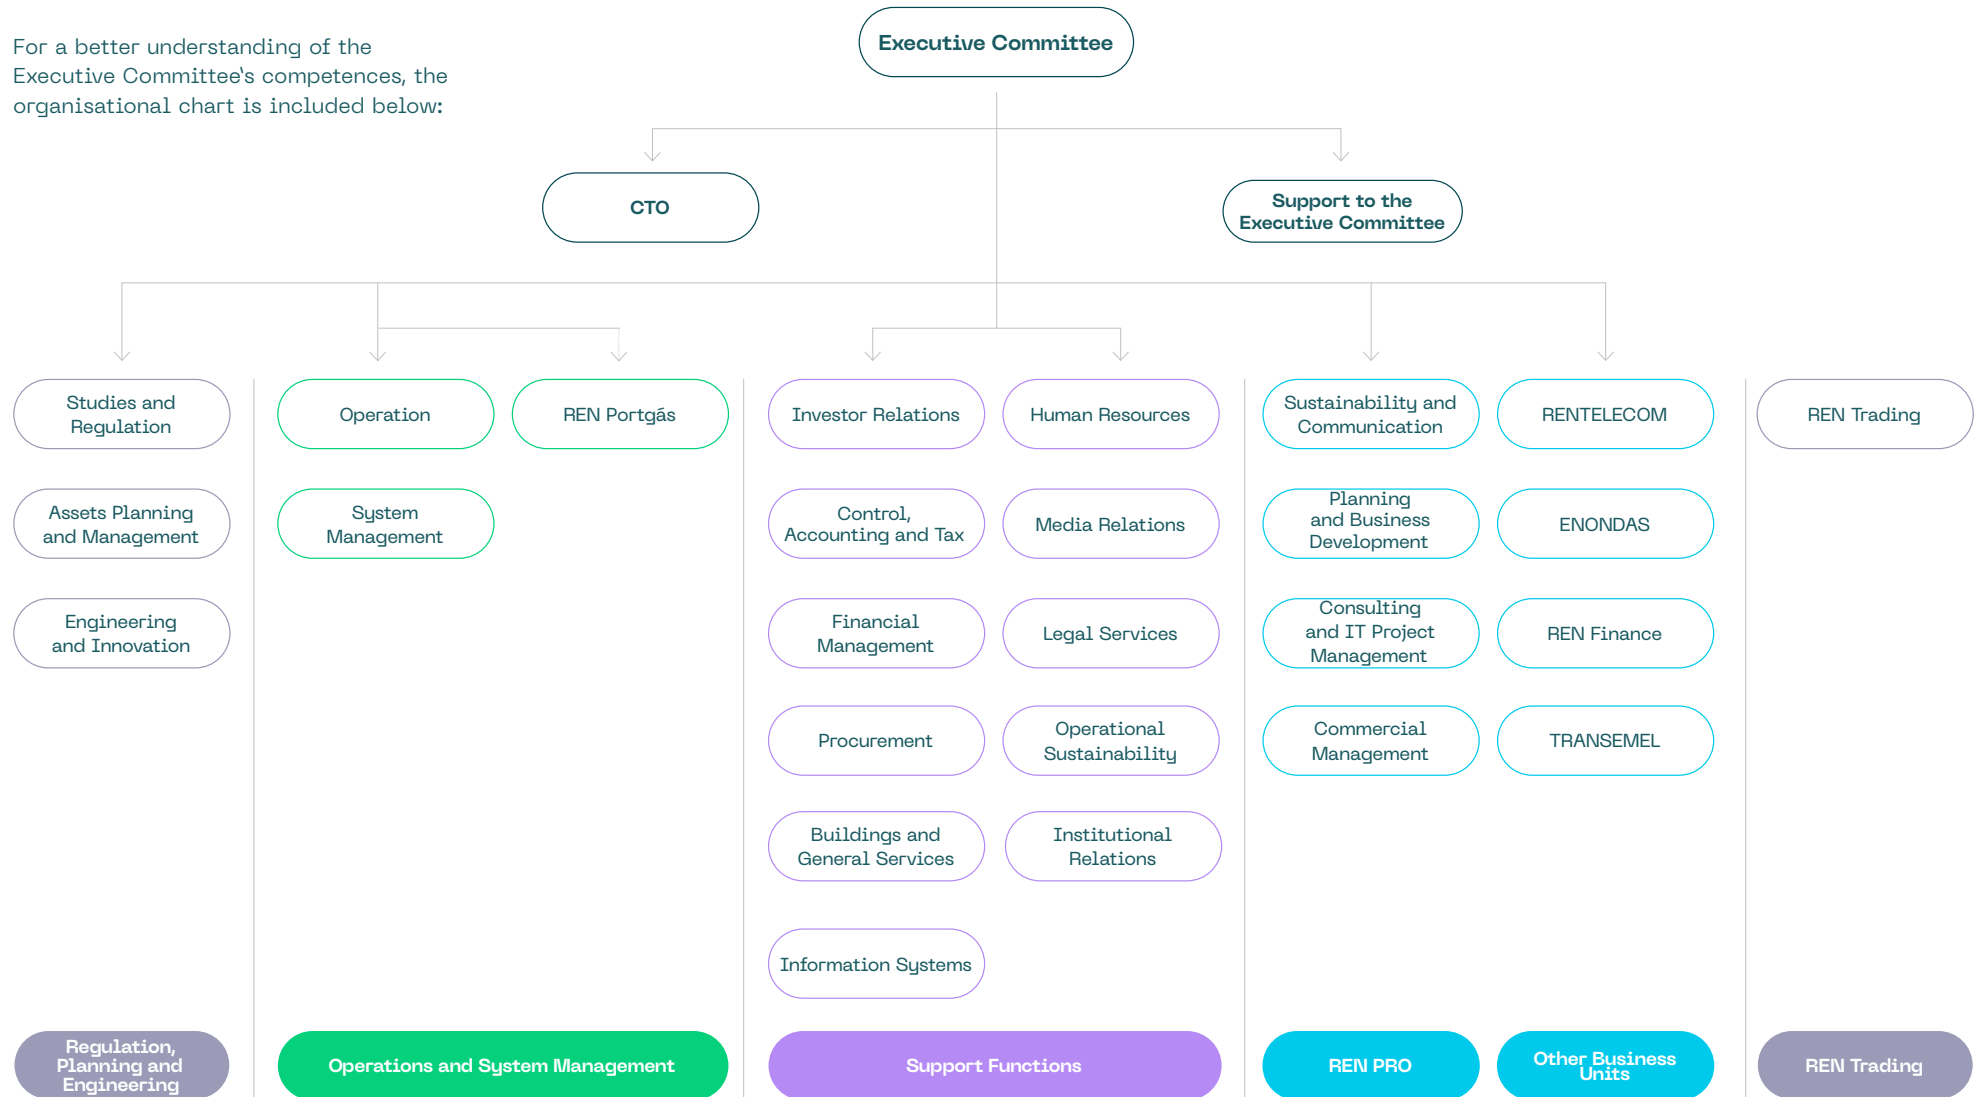 For a better understanding of the
Executive Committee‘s competences, the
organisational chart is included below:
Executive Committee
CTO
Support to the
Executive Committee
Studies and
Regulation
Operation
REN Portgás
Investor Relations
Human Resources
Sustainability and
Communication
RENTELECOM
REN Trading
Assets Planning
and Management
System
Management
Control,
Accounting and Tax
Media Relations
Planning
and Business
Development
ENONDAS
Engineering
and Innovation
Financial
Management
Legal Services
Consulting
and IT Project
Management
REN Finance
Procurement
Operational
Sustainability
Commercial
Management
TRANSEMEL
Buildings and
General Services
Institutional
Relations
Information Systems
Regulation,
Planning and
Engineering
Operations and System Management
Support Functions
REN PRO
Other Business
Units
REN Trading